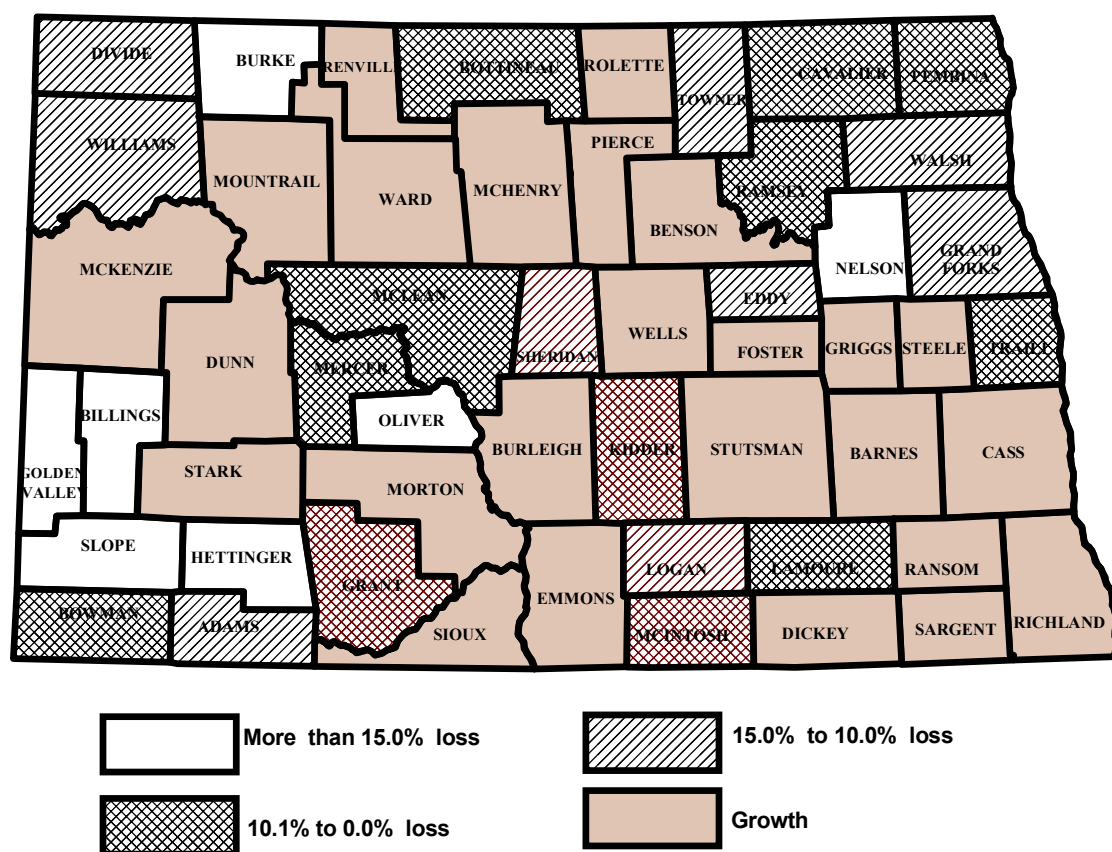 DIVIDE
BURKE
RENVILL
BOTTINEAU
ROLETTE
TOWNER
CAVALIER
PEMBINA
WILLIAMS
MOUNTRAIL
WARD
MCHENRY
PIERCE
BENSON
RAMSEY
WALSH
MCKENZIE
NELSON
GRAND
FORKS
DUNN
MCLEAN
MERCER
SHERIDAN
WELLS
EDDY
FOSTER
GRIGGS
STEELE
TRAILL
BILLINGS
OLIVER
GOLDEN
VALLEY
STARK
MORTON
BURLEIGH
KIDDER
STUTSMAN
BARNES
CASS
SLOPE
HETTINGER
GRANT
LOGAN
LAMOURE
RANSOM
BOWMAN
ADAMS
SIOUX
EMMONS
MCINTOSH
DICKEY
SARGENT
RICHLAND
More than 15.0% loss
15.0% to 10.0% loss
10.1% to 0.0% loss
Growth